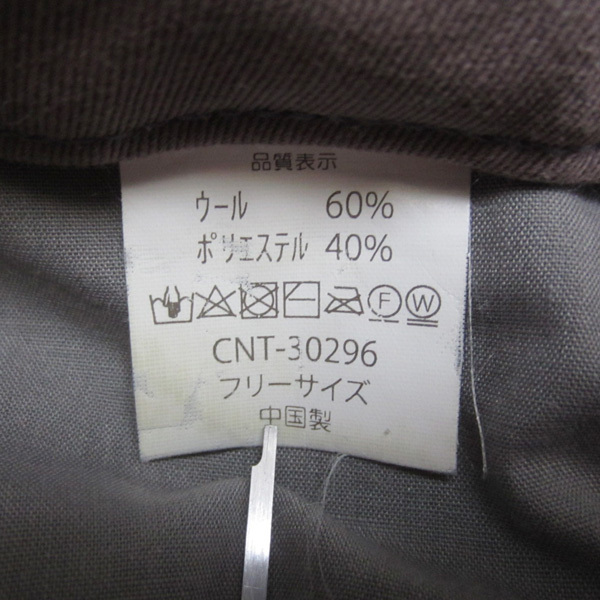 品質表示
ウール 60%
ポリエステル 40%
F W
CNT-30296
フリーサイズ
中国製